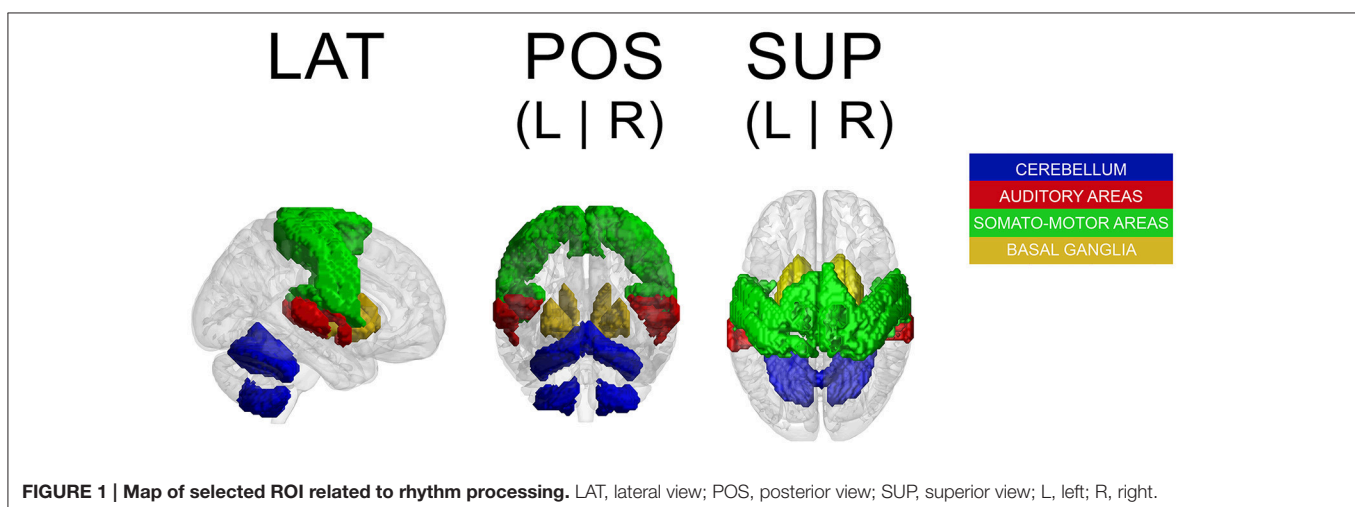 LAT
POS
(L | R)
SUP
(L | R)
CEREBELLUM
AUDITORY AREAS
SOMATO-MOTOR AREAS
BASAL GANGLIA
FIGURE 1 | Map of selected ROI related to rhythm processing. LAT, lateral view; POS, posterior view; SUP, superior view; L, left; R, right.